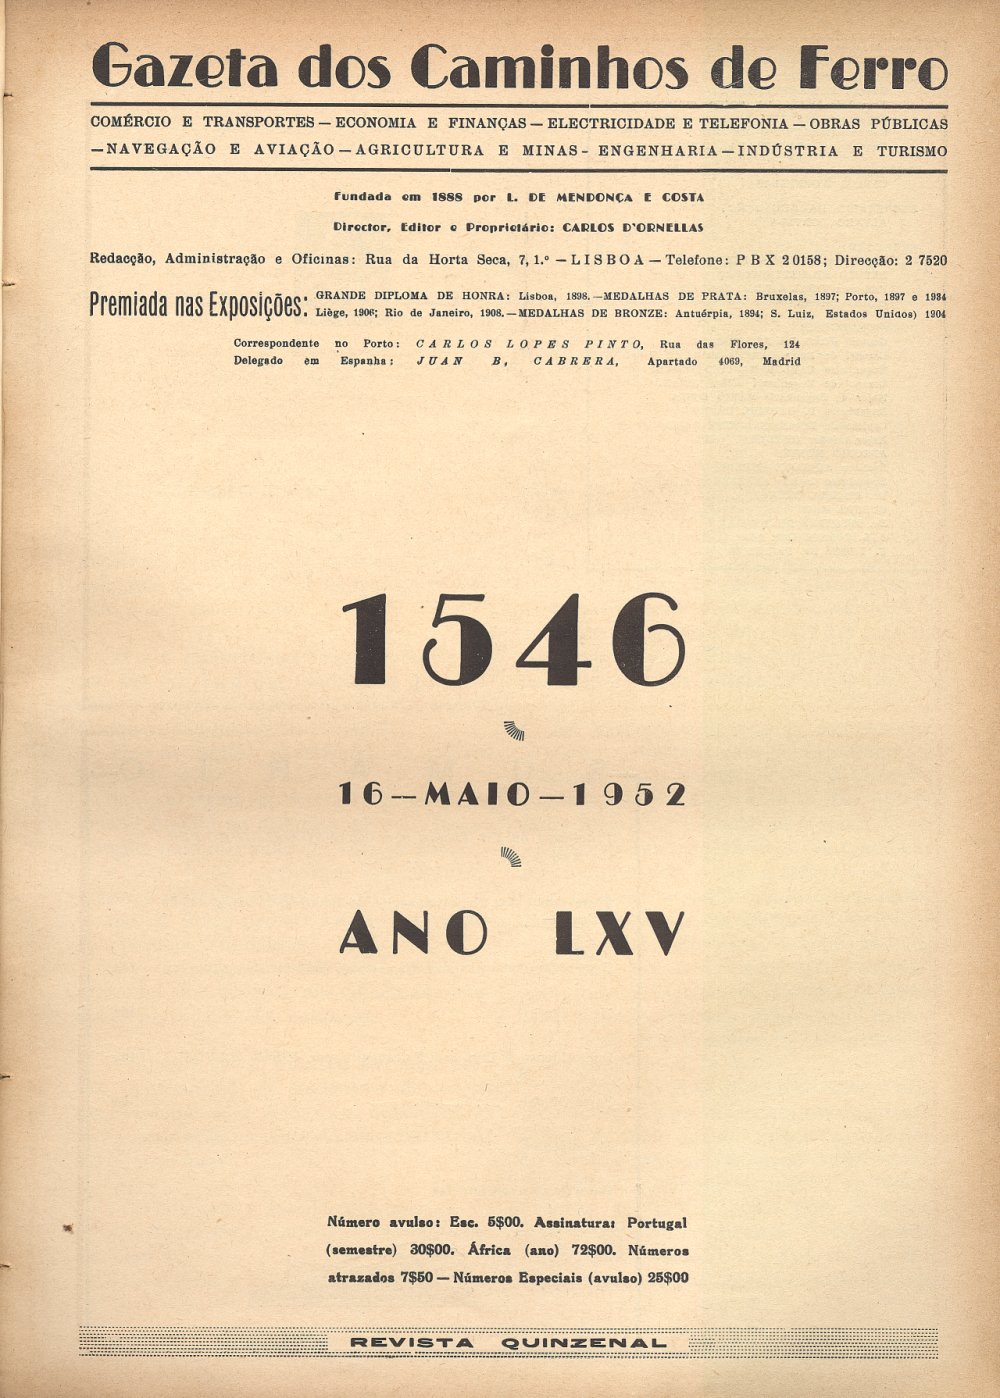 Gazeta dos Caminhos de Ferro
COMÉRCIO E TRANSPORTES — ECONOMIA E FINANÇAS — ELECTRICIDADE E TELEFONIA — OBRAS PÚBLICAS
— NAVEGAÇÃO E AVIAÇÃO — AGRICULTURA E MINAS - ENGENHARIA — INDÚSTRIA E TURISMO
Fundada em 1888 por L. DE MENDONÇA E COSTA
Director, Editor e Proprietário: CARLOS D'ORNELLAS
Redacção, Administração e Oficinas: Rua da Horta Seca, 7, 1.º — LISBOA — Telefone: PBX 20158; Direcção: 2 7520
Premiada nas Exposições:
GRANDE DIPLOMA DE HONRA: Lisboa, 1898. — MEDALHAS DE PRATA: Bruxelas, 1897; Porto, 1897 e 1934
Liège, 1906; Rio de Janeiro, 1908. — MEDALHAS DE BRONZE: Antuérpia, 1894; S. Luiz, Estados Unidos) 1904
Correspondente no Porto: CARLOS LOPES PINTO, Rua das Flores, 124
Delegado em Espanha: JUAN B, CABRERA, Apartado 4069, Madrid
1546
16 — MAIO — 1952
ANO LXV
Número avulso: Esc. 5$00. Assinatura: Portugal
(semestre) 30$00. África (ano) 72$00. Números
atrazados 7$50 — Números Especiais (avulso) 25$00
REVISTA QUINZENAL